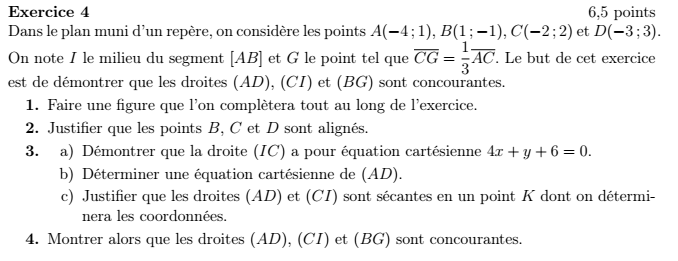 Exercice 4 6,5 points
Dans le plan muni d'un repère, on considère les points A(−4 ; 1), B(1 ; −1), C(−2 ; 2) et D(−3 ; 3).
On note I le milieu du segment [AB] et G le point tel que $\overline{CG} = \frac{1}{3}\overline{AC}$. Le but de cet exercice
est de démontrer que les droites (AD), (CI) et (BG) sont concourantes.
1. Faire une figure que l'on complètera tout au long de l'exercice.
2. Justifier que les points B, C et D sont alignés.
3. a) Démontrer que la droite (IC) a pour équation cartésienne 4x + y + 6 = 0.
b) Déterminer une équation cartésienne de (AD).
c) Justifier que les droites (AD) et (CI) sont sécantes en un point K dont on détermi-
nera les coordonnées.
4. Montrer alors que les droites (AD), (CI) et (BG) sont concourantes.